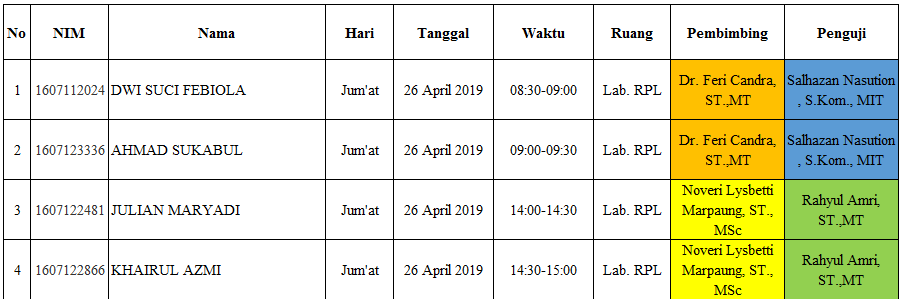 No NIM Nama Hari Tanggal Waktu Ruang Pembimbing Penguji
1 1607112024 DWI SUCI FEBIOLA Jum'at 26 April 2019 08:30-09:00 Lab. RPL Dr. Feri Candra, ST.,MT Salhazan Nasution , S.Kom., MIT
2 1607123336 AHMAD SUKABUL Jum'at 26 April 2019 09:00-09:30 Lab. RPL Dr. Feri Candra, ST.,MT Salhazan Nasution , S.Kom., MIT
3 1607122481 JULIAN MARYADI Jum'at 26 April 2019 14:00-14:30 Lab. RPL Noveri Lysbetti Marpaung, ST., MSc Rahyul Amri, ST.,MT
4 1607122866 KHAIRUL AZMI Jum'at 26 April 2019 14:30-15:00 Lab. RPL Noveri Lysbetti Marpaung, ST., MSc Rahyul Amri, ST.,MT